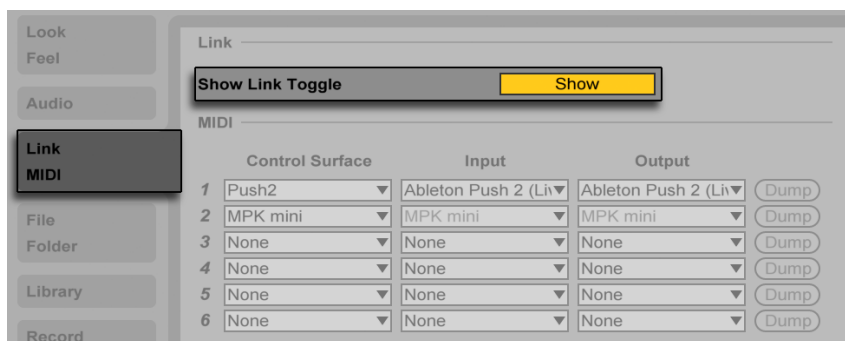 Look
Feel
Audio
Link
MIDI
File
Folder
Library
Record
Link
Show Link Toggle Show
MIDI
Control Surface Input Output
1 Push2 Ableton Push 2 (Liv Ableton Push 2 (Liv Dump
2 MPK mini MPK mini MPK mini Dump
3 None None None Dump
4 None None None Dump
5 None None None Dump
6 None None None Dump